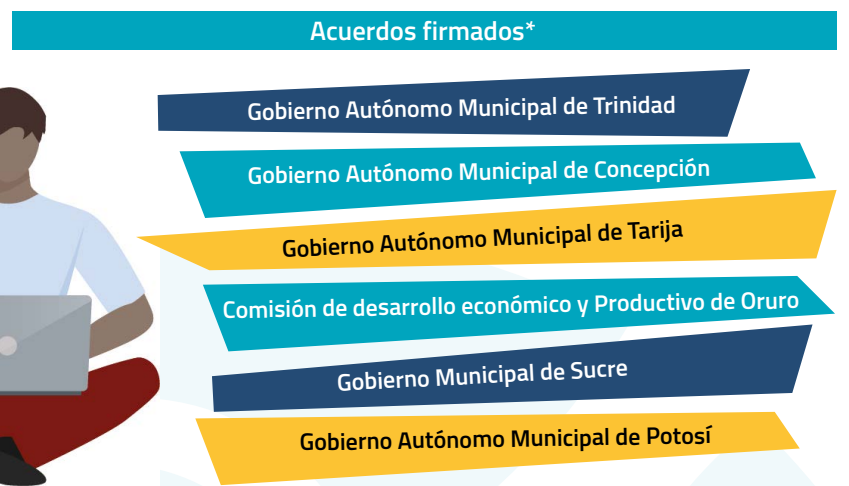 Acuerdos firmados*
Gobierno Autónomo Municipal de Trinidad
Gobierno Autónomo Municipal de Concepción
Gobierno Autónomo Municipal de Tarija
Comisión de desarrollo económico y Productivo de Oruro
Gobierno Municipal de Sucre
Gobierno Autónomo Municipal de Potosí